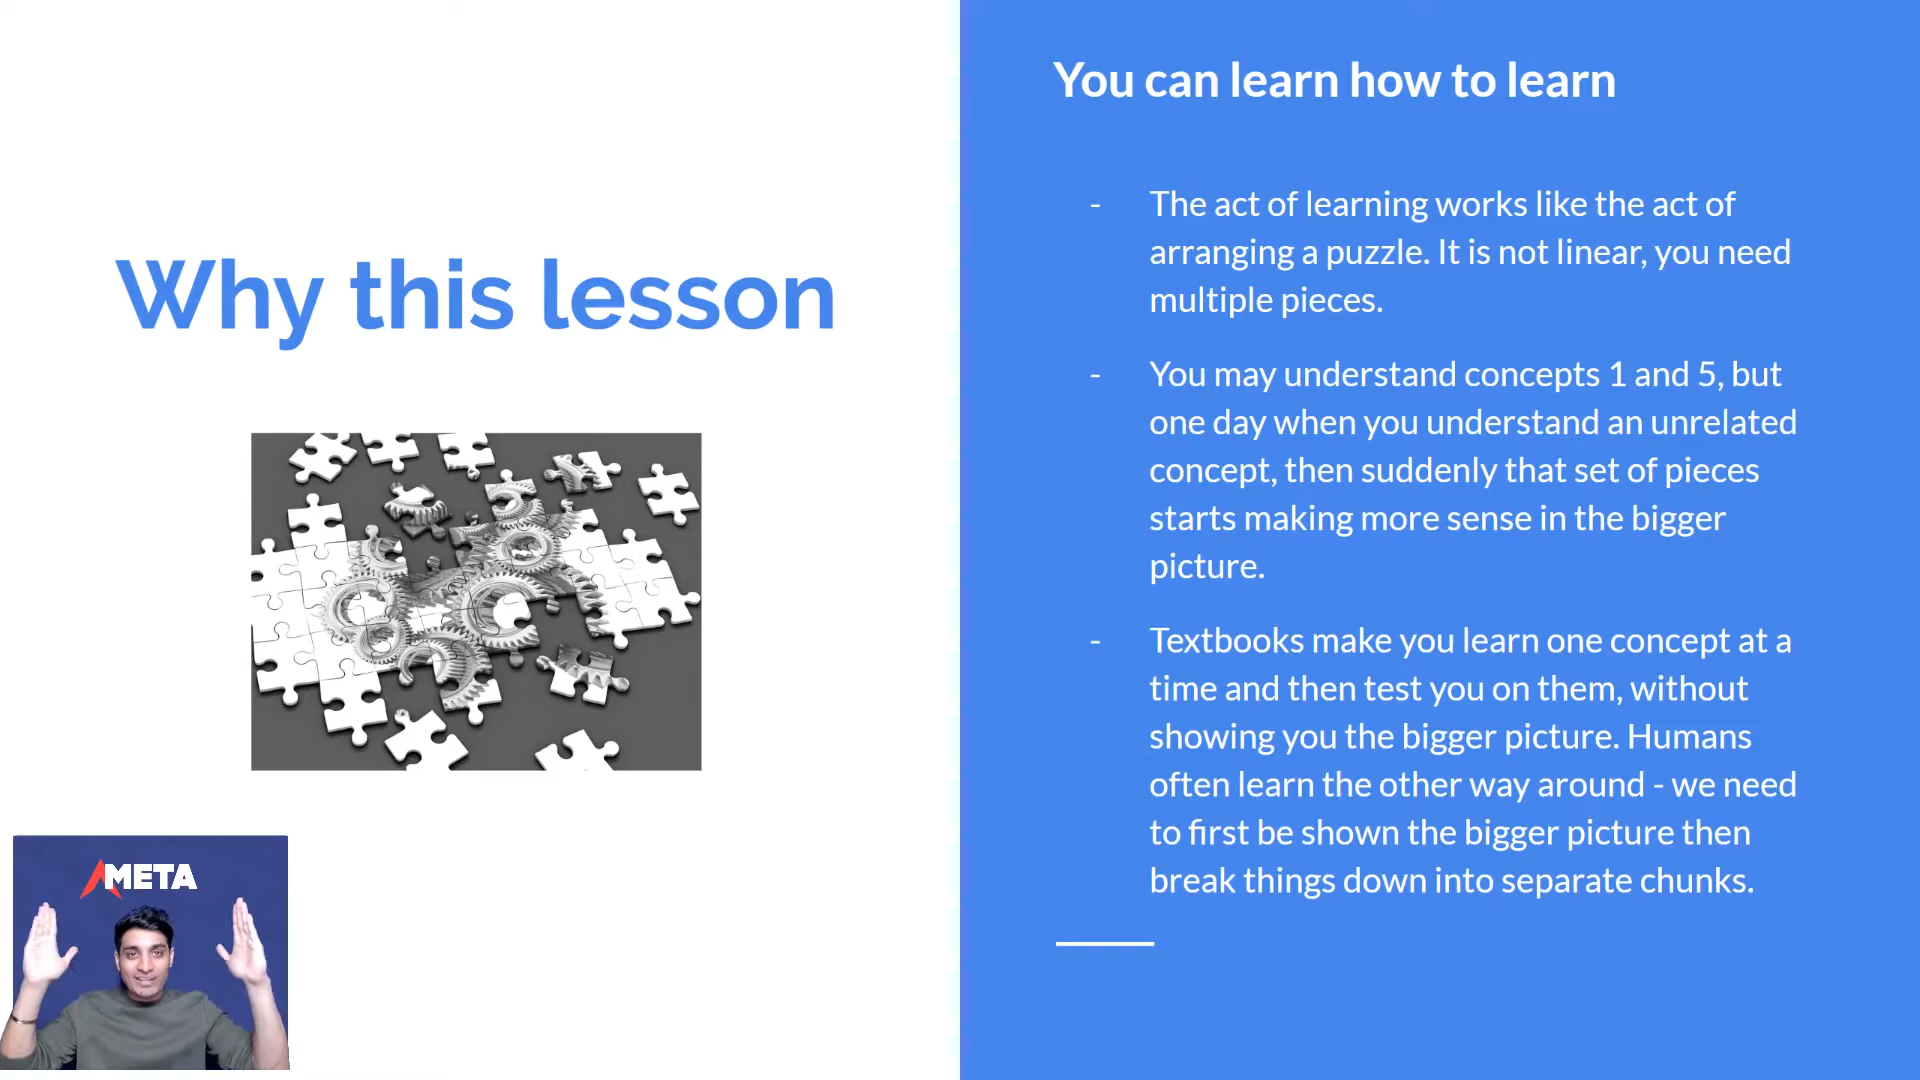 Why this lesson
META
You can learn how to learn
- The act of learning works like the act of
arranging a puzzle. It is not linear, you need
multiple pieces.
- You may understand concepts 1 and 5, but
one day when you understand an unrelated
concept, then suddenly that set of pieces
starts making more sense in the bigger
picture.
- Textbooks make you learn one concept at a
time and then test you on them, without
showing you the bigger picture. Humans
often learn the other way around - we need
to first be shown the bigger picture then
break things down into separate chunks.